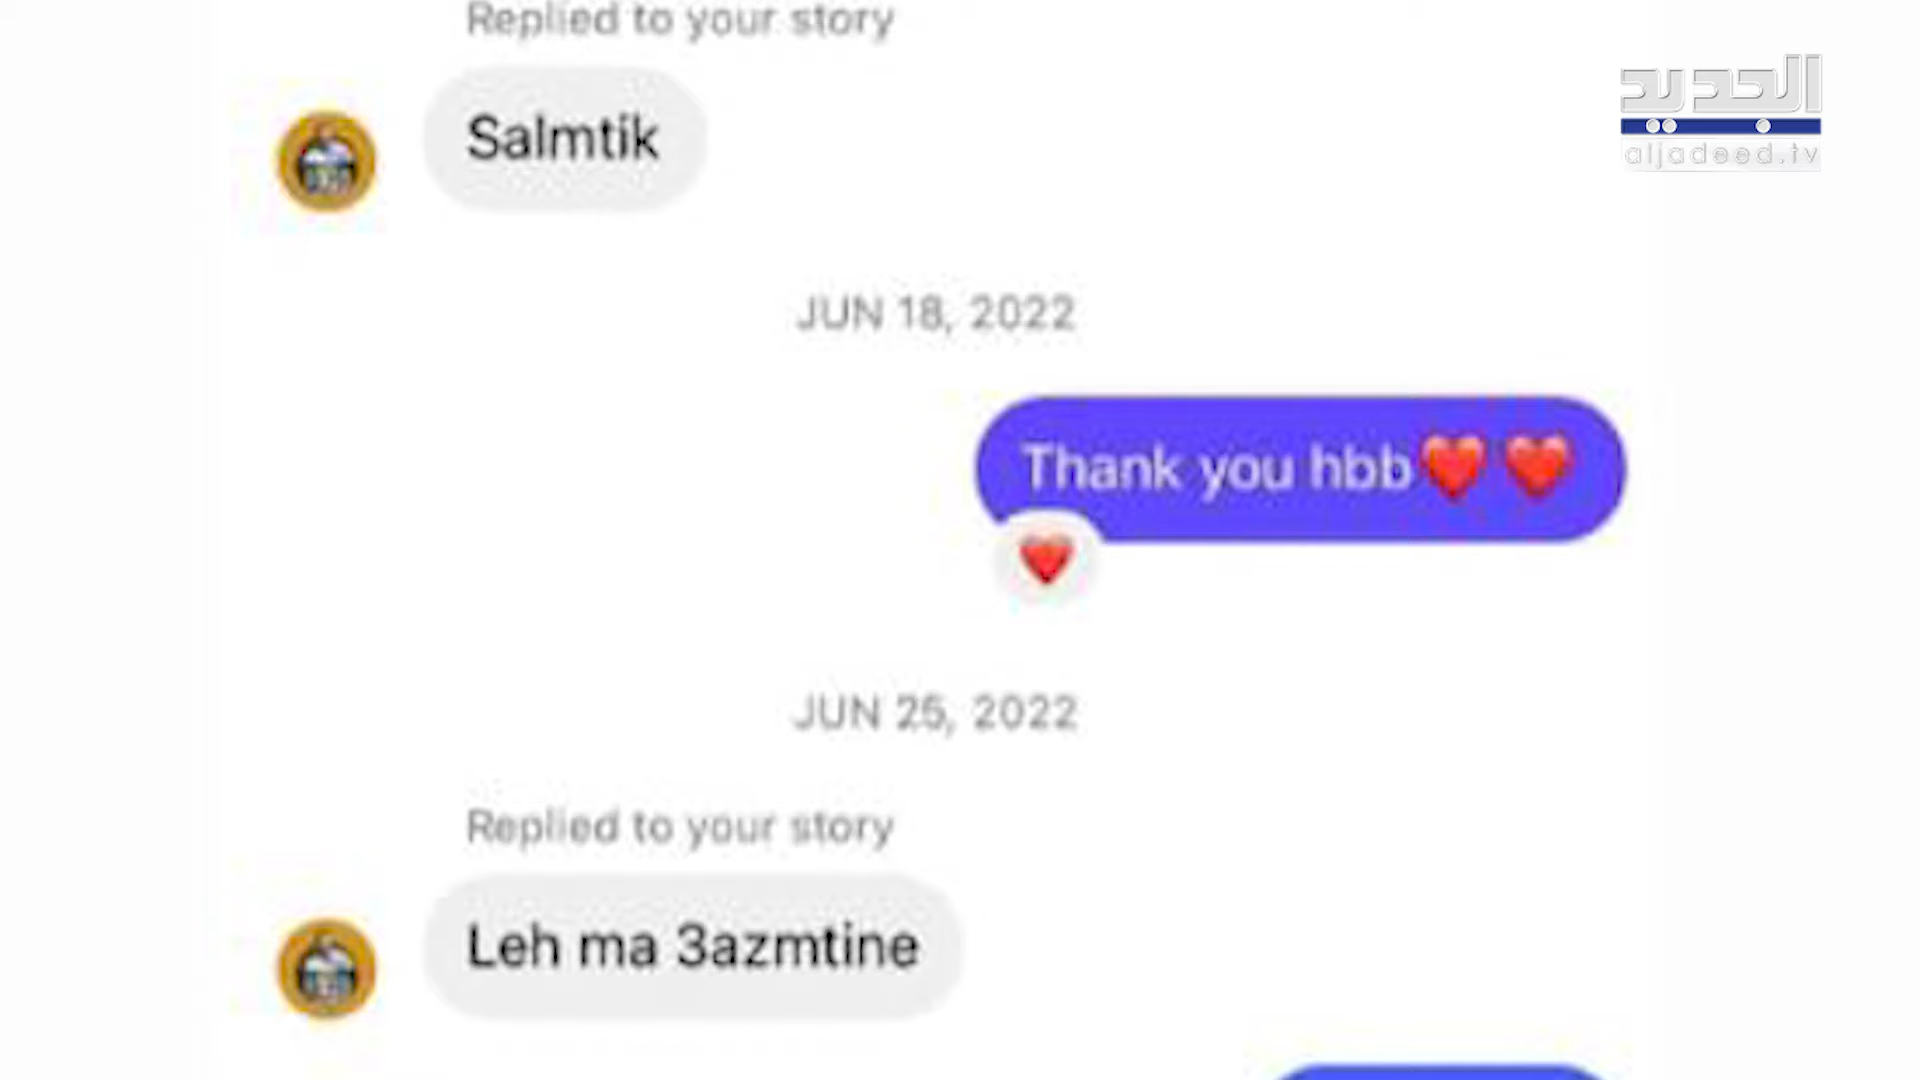 Replied to your story
Salmtik
الجديد
aljadeed.tv
JUN 18, 2022
Thank you hbb❤️❤️
❤️
JUN 25, 2022
Replied to your story
Leh ma 3azmtine